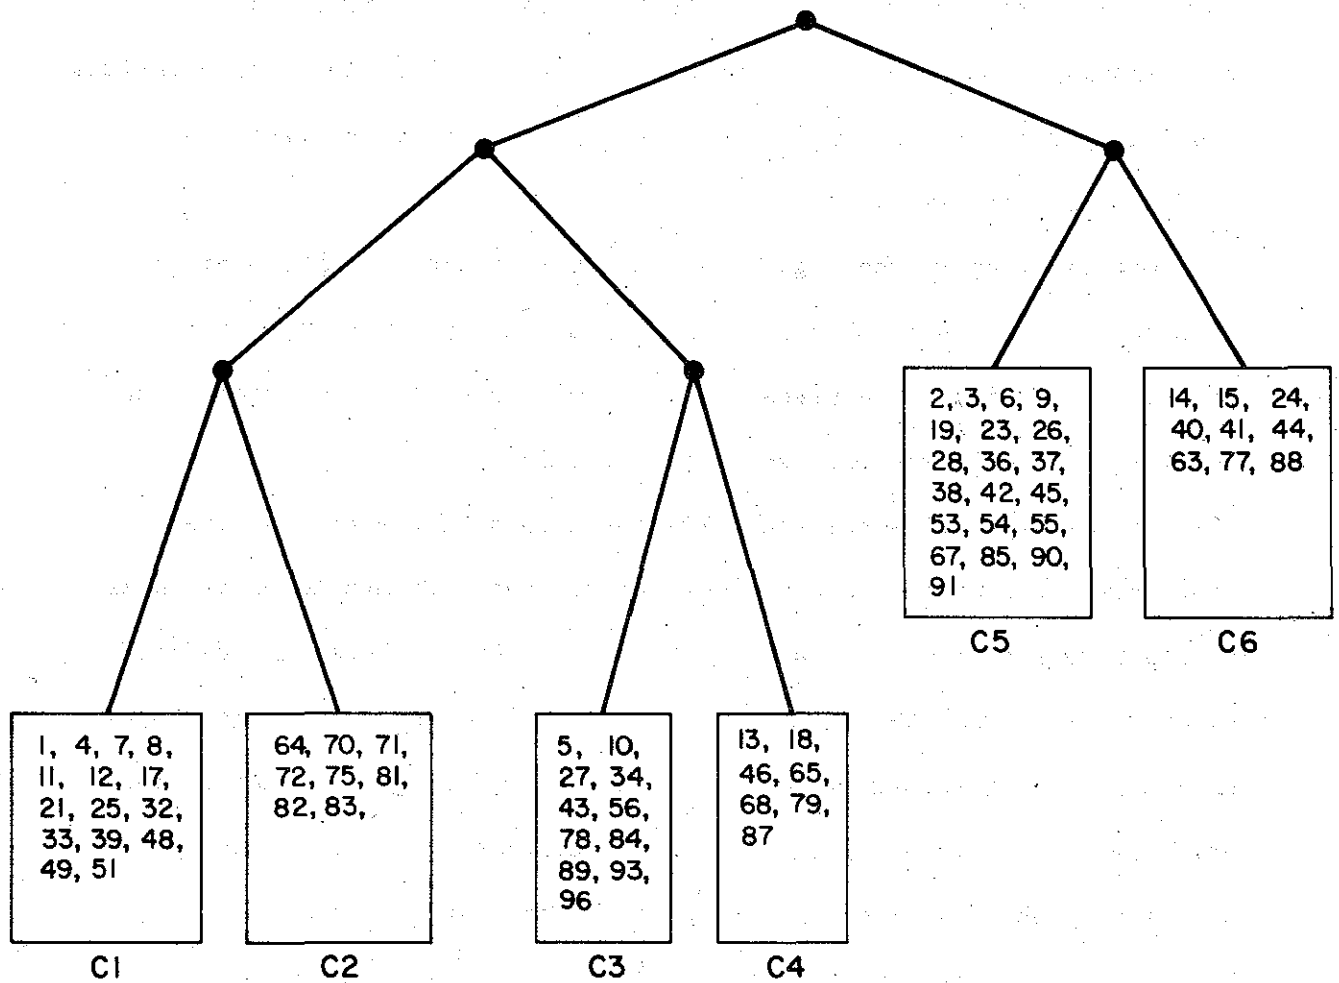 2, 3, 6, 9,
19, 23, 26,
28, 36, 37,
38, 42, 45,
53, 54, 55,
67, 85, 90,
91
C5
14, 15, 24,
40, 41, 44,
63, 77, 88
C6
1, 4, 7, 8,
11, 12, 17,
21, 25, 32,
33, 39, 48,
49, 51
C1
64, 70, 71,
72, 75, 81,
82, 83,
C2
5, 10,
27, 34,
43, 56,
78, 84,
89, 93,
96
C3
13, 18,
46, 65,
68, 79,
87
C4